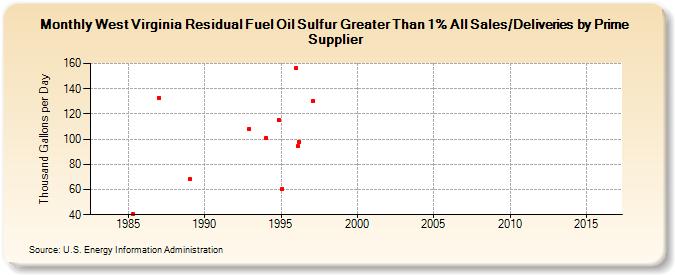 Monthly West Virginia Residual Fuel Oil Sulfur Greater Than 1% All Sales/Deliveries by Prime
Supplier
Thousand Gallons per Day
160
140
120
100
80
60
40
1985 1990 1995 2000 2005 2010 2015
Source: U.S. Energy Information Administration